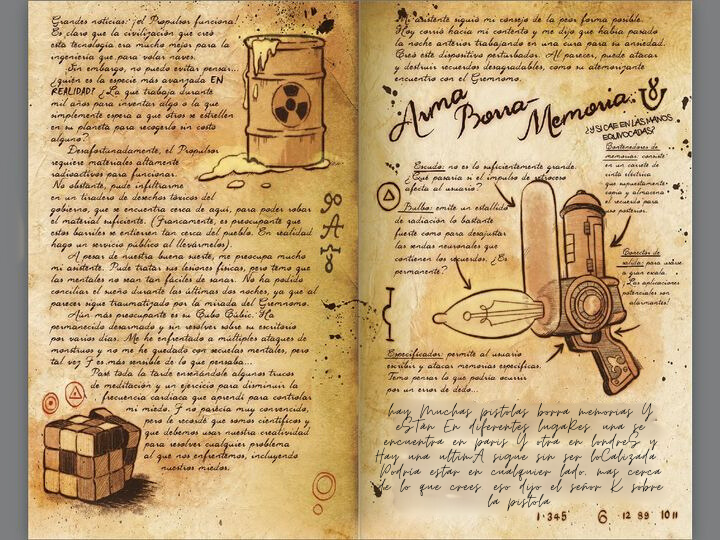 Grandes noticias: ¡el Propulsor funciona!
Es claro que la civilización que creó
esta tecnología era mucho mejor para la
ingeniería que para volar naves.
Sin embargo, no puedo evitar pensar...
¿quién es la especie más avanzada EN
REALIDAD? ¿La que trabaja durante
mil años para inventar algo o la que
simplemente espera a que otros se estrellen
en su planeta para recogerlo sin costo
alguno?
Desafortunadamente, el Propulsor
requiere materiales altamente
radioactivos para funcionar.
No obstante, pude infiltrarme
en un tiradero de desechos tóxicos del
gobierno, que se encuentra cerca de aquí, para poder robar
el material suficiente. (Francamente, es preocupante que
estos barriles se entierren tan cerca del pueblo. En realidad
hago un servicio público al llevármelos).
A pesar de nuestra buena suerte, me preocupa mucho
mi asistente. Pude tratar sus lesiones físicas, pero temo que
las mentales no sean tan fáciles de sanar. No ha podido
conciliar el sueño durante las últimas dos noches, ya que al
parecer sigue traumatizado por la mirada del Gremnomo.
Aún más preocupante es su Cubo Cúbic. Ha
permanecido desarmado y sin resolver sobre su escritorio
por varios días. Me he enfrentado a múltiples ataques de
monstruos y no me he quedado con secuelas mentales, pero
tal vez F es más sensible de lo que pensaba...
Pasé toda la tarde enseñándole algunos trucos
de meditación y un ejercicio para disminuir la
frecuencia cardiaca que aprendí para controlar
mi miedo. F no parecía muy convencido,
pero le recordé que somos científicos y
que debemos usar nuestra creatividad
para resolver cualquier problema
al que nos enfrentemos, incluyendo
nuestros miedos.
Mi asistente siguió mi consejo de la peor forma posible.
Hoy corrió hacia mí contento y me dijo que había pasado
la noche anterior trabajando en una cura para su ansiedad.
Creó este dispositivo perturbador. Al parecer, puede atacar
y destruir recuerdos desagradables, como su atemorizante
encuentro con el Gremnomo.
Arma
Borra-
Memoria.
¿Y SI CAE EN LAS MANOS
EQUIVOCADAS?
Escudo: no es lo suficientemente grande.
¿Qué pasaría si el impulso de retroceso
afecta al usuario?
Contenedores de
memorias: consiste
en un carrete de
cinta eléctrica
que supuestamente
copia y almacena
el recuerdo para
uso posterior.
Bulbo: emite un estallido
de radiación lo bastante
fuerte como para desajustar
las sendas neuronales que
contienen los recuerdos. ¿Es
permanente?
Conector de
salida: para usarse
a gran escala.
¡Las aplicaciones
potenciales son
alarmantes!
Especificador: permite al usuario
escribir y atacar memorias específicas.
Temo pensar lo que podría ocurrir
por un error de dedo...
hay Muchas pistolas borra memorias Y
eSTan En diferentes lugaRes una se
encuentra en paris Y otra en londreS y
Hay una ultimA sigue sin ser loCalizada
Podria estar en cualquier lado. mas cerca
de lo que crees eso dijo el señor K sobre
la pistola
1·345 6 ·12 89 10 11